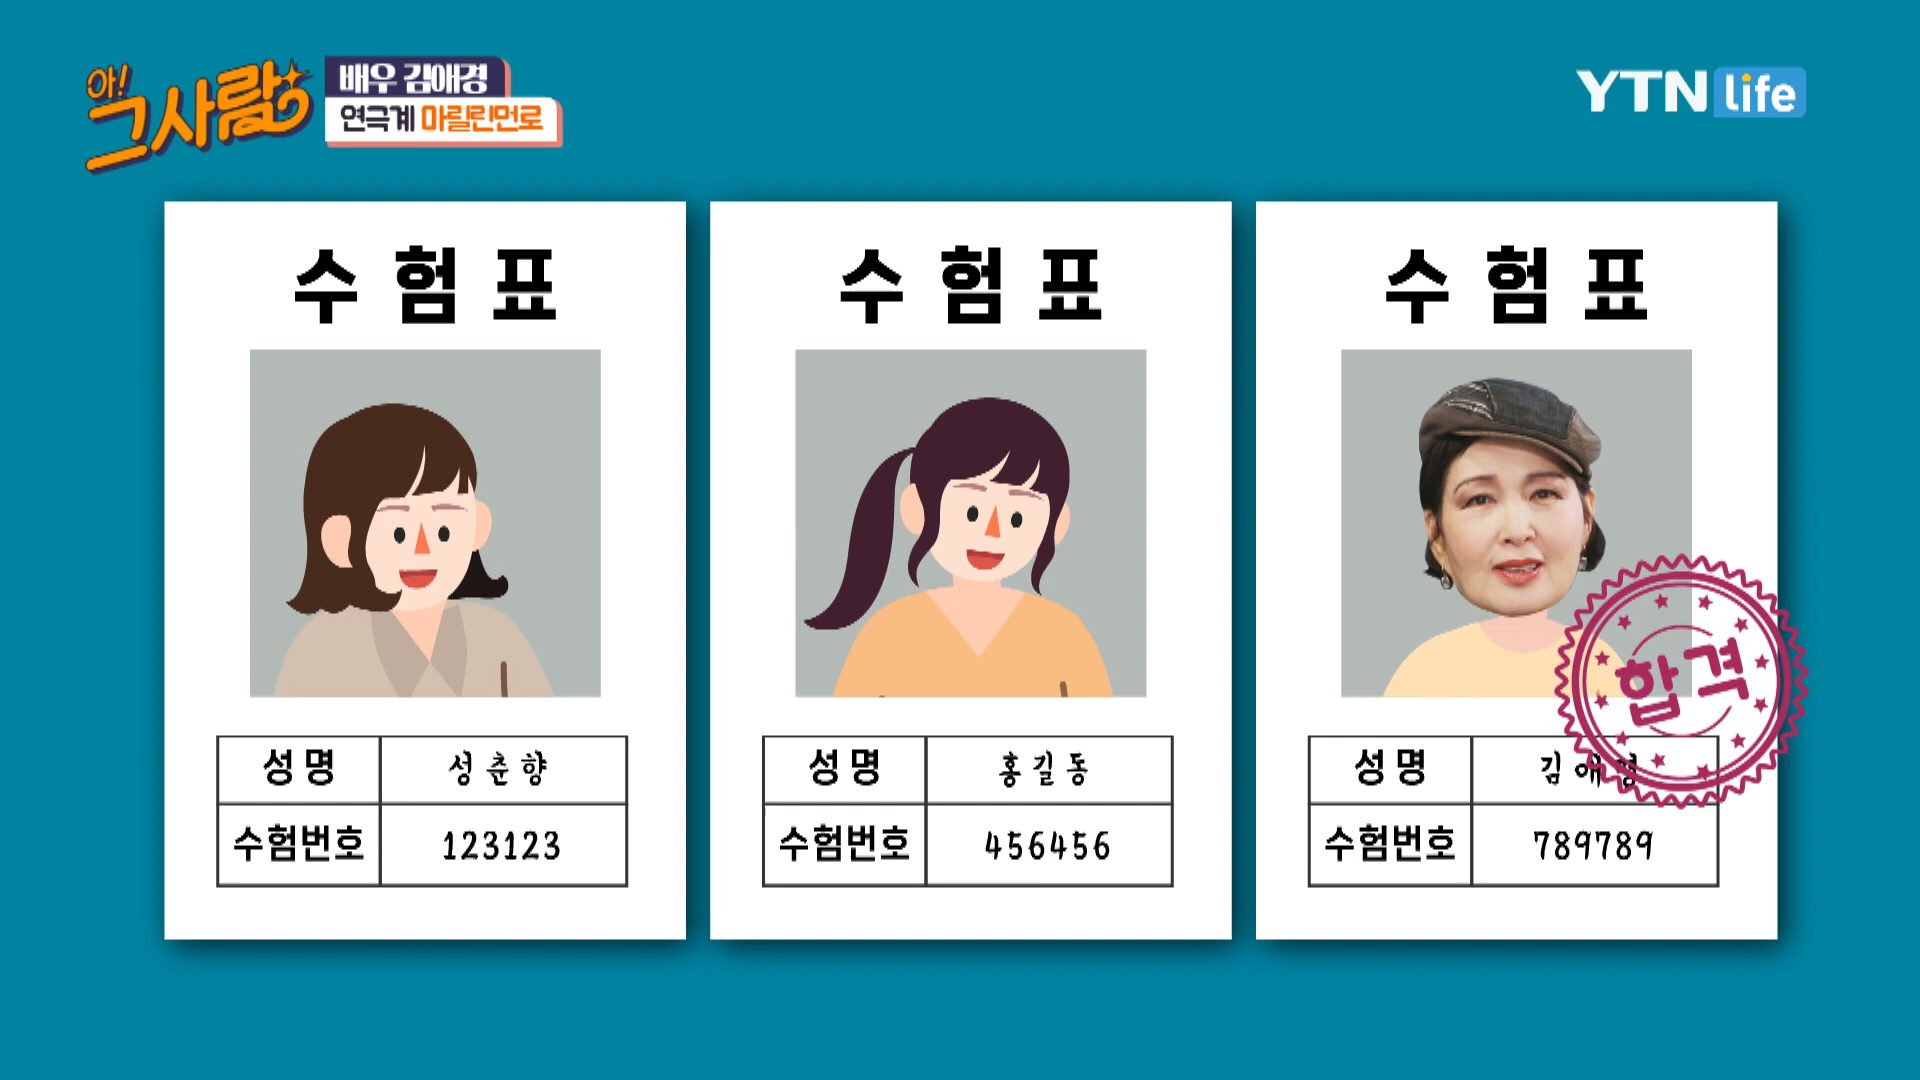 아!
그사람
배우 김애경
연극계 마릴린먼로
YTN life
수험표
성명 성춘향
수험번호 123123
수험표
성명 홍길동
수험번호 456456
수험표
합격
성명 김애경
수험번호 789789